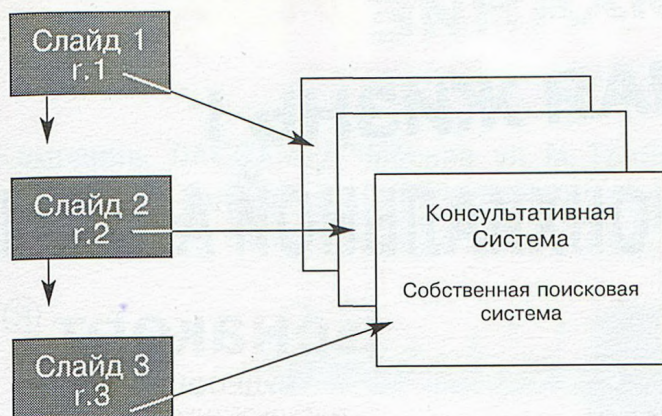 Слайд 1
г.1
Слайд 2
г.2
Слайд 3
г.3
Консультативная
Система
Собственная поисковая
система